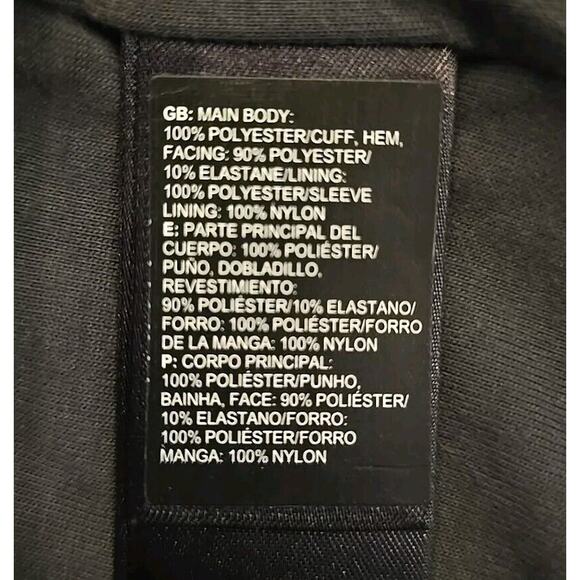 GB: MAIN BODY:
100% POLYESTER/CUFF, HEM,
FACING: 90% POLYESTER/
10% ELASTANE/LINING:
100% POLYESTER/SLEEVE
LINING: 100% NYLON
E: PARTE PRINCIPAL DEL
CUERPO: 100% POLIÉSTER/
PUÑO, DOBLADILLO,
REVESTIMIENTO:
90% POLIÉSTER/10% ELASTANO/
FORRO: 100% POLIÉSTER/FORRO
DE LA MANGA: 100% NYLON
P: CORPO PRINCIPAL:
100% POLIÉSTER/PUNHO,
BAINHA, FACE: 90% POLIÉSTER/
10% ELASTANO/FORRO:
100% POLIÉSTER/FORRO
MANGA: 100% NYLON